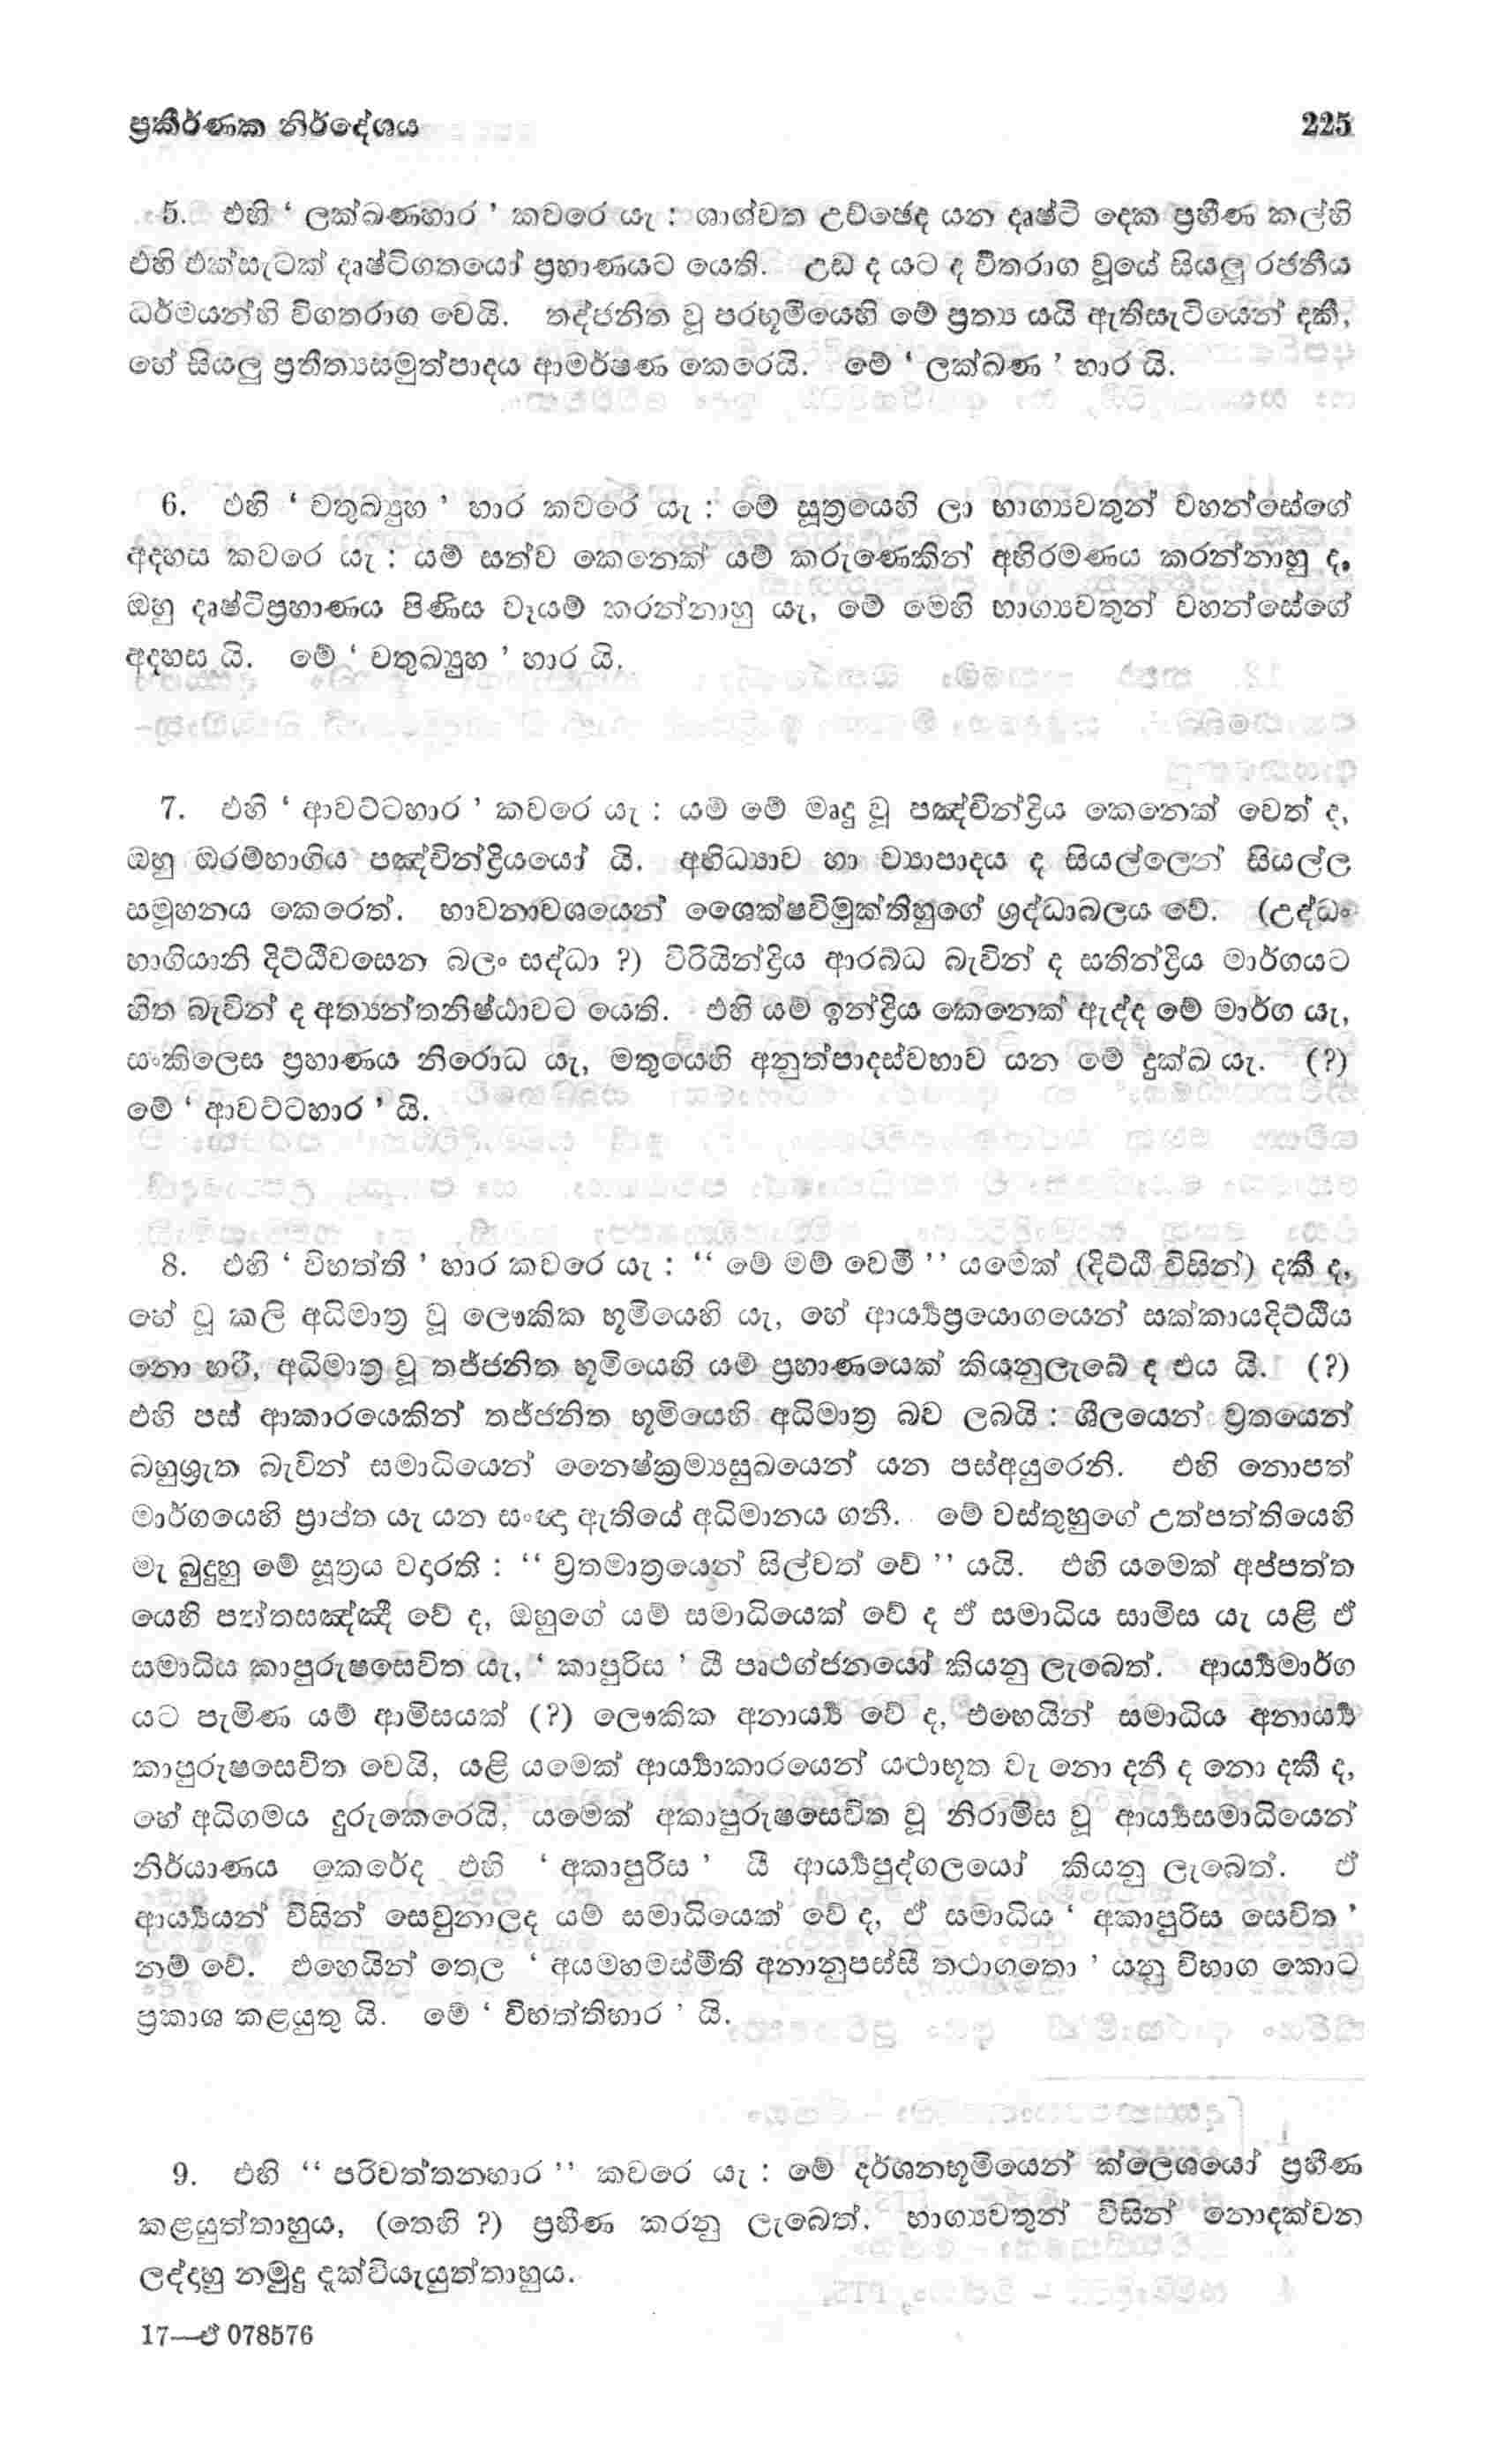 ප්‍රකීර්ණක නිර්දේශය 225
5. එහි ‘ ලක්ඛණහාර ’ කවරෙ යැ : ශාශ්වත උච්ඡෙද යන දෘෂ්ටි දෙක ප්‍රහීණ කල්හි
එහි එක්සැටක් දෘෂ්ටිගතයෝ ප්‍රහාණයට යෙති. උඩ ද යට ද වීතරාග වූයේ සියලු රජනීය
ධර්මයන්හි විගතරාග වෙයි. තද්ජනිත වූ පරභූමියෙහි මේ ප්‍රත්‍ය යයි ඇතිසැටියෙන් දකී,
හේ සියලු ප්‍රතීත්‍යසමුත්පාදය ආමර්ෂණ කෙරෙයි. මේ ‘ ලක්ඛණ ’ හාර යි.
6. එහි ‘ චතුබ්‍යූහ ’ හාර කවරේ යැ : මේ සූත්‍රයෙහි ලා භාග්‍යවතුන් වහන්සේගේ
අදහස කවරෙ යැ : යම් සත්ව කෙනෙක් යම් කරුණෙකින් අභිරමණය කරන්නාහු ද,
ඔහු දෘෂ්ටිප්‍රහාණය පිණිස වෑයම් කරන්නාහු යැ, මේ මෙහි භාග්‍යවතුන් වහන්සේගේ
අදහස යි. මේ ‘ චතුබ්‍යූහ ’ හාර යි.
7. එහි ‘ ආවට්ටහාර ’ කවරෙ යැ : යම් මේ මෘදු වූ පඤ්චින්ද්‍රිය කෙනෙක් වෙත් ද,
ඔහු ඔරම්භාගිය පඤ්චින්ද්‍රියයෝ යි. අභිධ්‍යාව හා ව්‍යාපාදය ද සියල්ලෙන් සියල්ල
සමූහනය කෙරෙත්. භාවනාවශයෙන් ශෛක්ෂවිමුක්තිහුගේ ශ්‍රද්ධාබලය වේ. (උද්ධං
භාගියානි දිට්ඨිවසෙන බලං සද්ධා ?) විරියින්ද්‍රිය ආරබ්ධ බැවින් ද සතින්ද්‍රිය මාර්ගයට
හිත බැවින් ද අත්‍යන්තනිෂ්ඨාවට යෙති. එහි යම් ඉන්ද්‍රිය කෙනෙක් ඇද්ද මේ මාර්ග යැ,
සංකිලෙස ප්‍රහාණය නිරොධ යැ, මතුයෙහි අනුත්පාදස්වභාව යන මේ දුක්ඛ යැ. (?)
මේ ‘ ආවට්ටහාර ’ යි.
8. එහි ‘ විභත්ති ’ හාර කවරෙ යැ : “ මේ මම් වෙමී ” යමෙක් (දිට්ඨි විසින්) දකී ද,
හේ වූ කලි අධිමාත්‍ර වූ ලෞකික භූමියෙහි යැ, හේ ආර්‍ය්‍යප්‍රයොගයෙන් සක්කායදිට්ඨිය
නො හරී, අධිමාත්‍ර වූ තජ්ජනිත භූමියෙහි යම් ප්‍රහාණයෙක් කියනුලැබේ ද එය යි. (?)
එහි පස් ආකාරයෙකින් තජ්ජනිත භූමියෙහි අධිමාත්‍ර බව ලබයි : ශීලයෙන් ව්‍රතයෙන්
බහුශ්‍රැත බැවින් සමාධියෙන් නෛෂ්ක්‍රම්‍යසුඛයෙන් යන පස්අයුරෙනි. එහි නොපත්
මාර්ගයෙහි ප්‍රාප්ත යැ යන සංඥා ඇතියේ අධිමානය ගනී. මේ වස්තුහුගේ උත්පත්තියෙහි
මැ බුදුහු මේ සූත්‍රය වදාරති : “ ව්‍රතමාත්‍රයෙන් සිල්වත් වේ ” යයි. එහි යමෙක් අප්පත්ත
යෙහි පත්තසඤ්ඤී වේ ද, ඔහුගේ යම් සමාධියෙක් වේ ද ඒ සමාධිය සාමිස යැ යළි ඒ
සමාධිය කාපුරුෂසෙවිත යැ, ‘ කාපුරිස ’ යී පෘථග්ජනයෝ කියනු ලැබෙත්. ආර්‍ය්‍යමාර්ග
යට පැමිණ යම් ආමිසයක් (?) ලෞකික අනාර්‍ය්‍ය වේ ද, එහෙයින් සමාධිය අනාර්‍ය්‍ය
කාපුරුෂසෙවිත වෙයි, යළි යමෙක් ආර්‍ය්‍යාකාරයෙන් යථාභූත වැ නො දනී ද නො දකී ද,
හේ අධිගමය දුරුකෙරෙයි, යමෙක් අකාපුරුෂසෙවිත වූ නිරාමිස වූ ආර්‍ය්‍යසමාධියෙන්
නිර්යාණය කෙරේද එහි ‘ අකාපුරිස ’ යී ආර්‍ය්‍යපුද්ගලයෝ කියනු ලැබෙත්. ඒ
ආර්‍ය්‍යයන් විසින් සෙවුනාලද යම් සමාධියෙක් වේ ද, ඒ සමාධිය ‘ අකාපුරිස සෙවිත ’
නම් වේ. එහෙයින් තෙල ‘ අයමහමස්මීති අනානුපස්සී තථාගතො ’ යනු විභාග කොට
ප්‍රකාශ කළයුතු යි. මේ ‘ විභත්තිහාර ’ යි.
9. එහි “ පරිවත්තනහාර ” කවරෙ යැ : මේ දර්ශනභූමියෙන් ක්ලෙශයෝ ප්‍රහීණ
කළයුත්තාහුය, (තෙහි ?) ප්‍රහීණ කරනු ලැබෙත්. භාග්‍යවතුන් විසින් නොදක්වන
ලද්දාහු නමුදු දැක්වියැයුත්තාහුය.
17—ඒ 078576